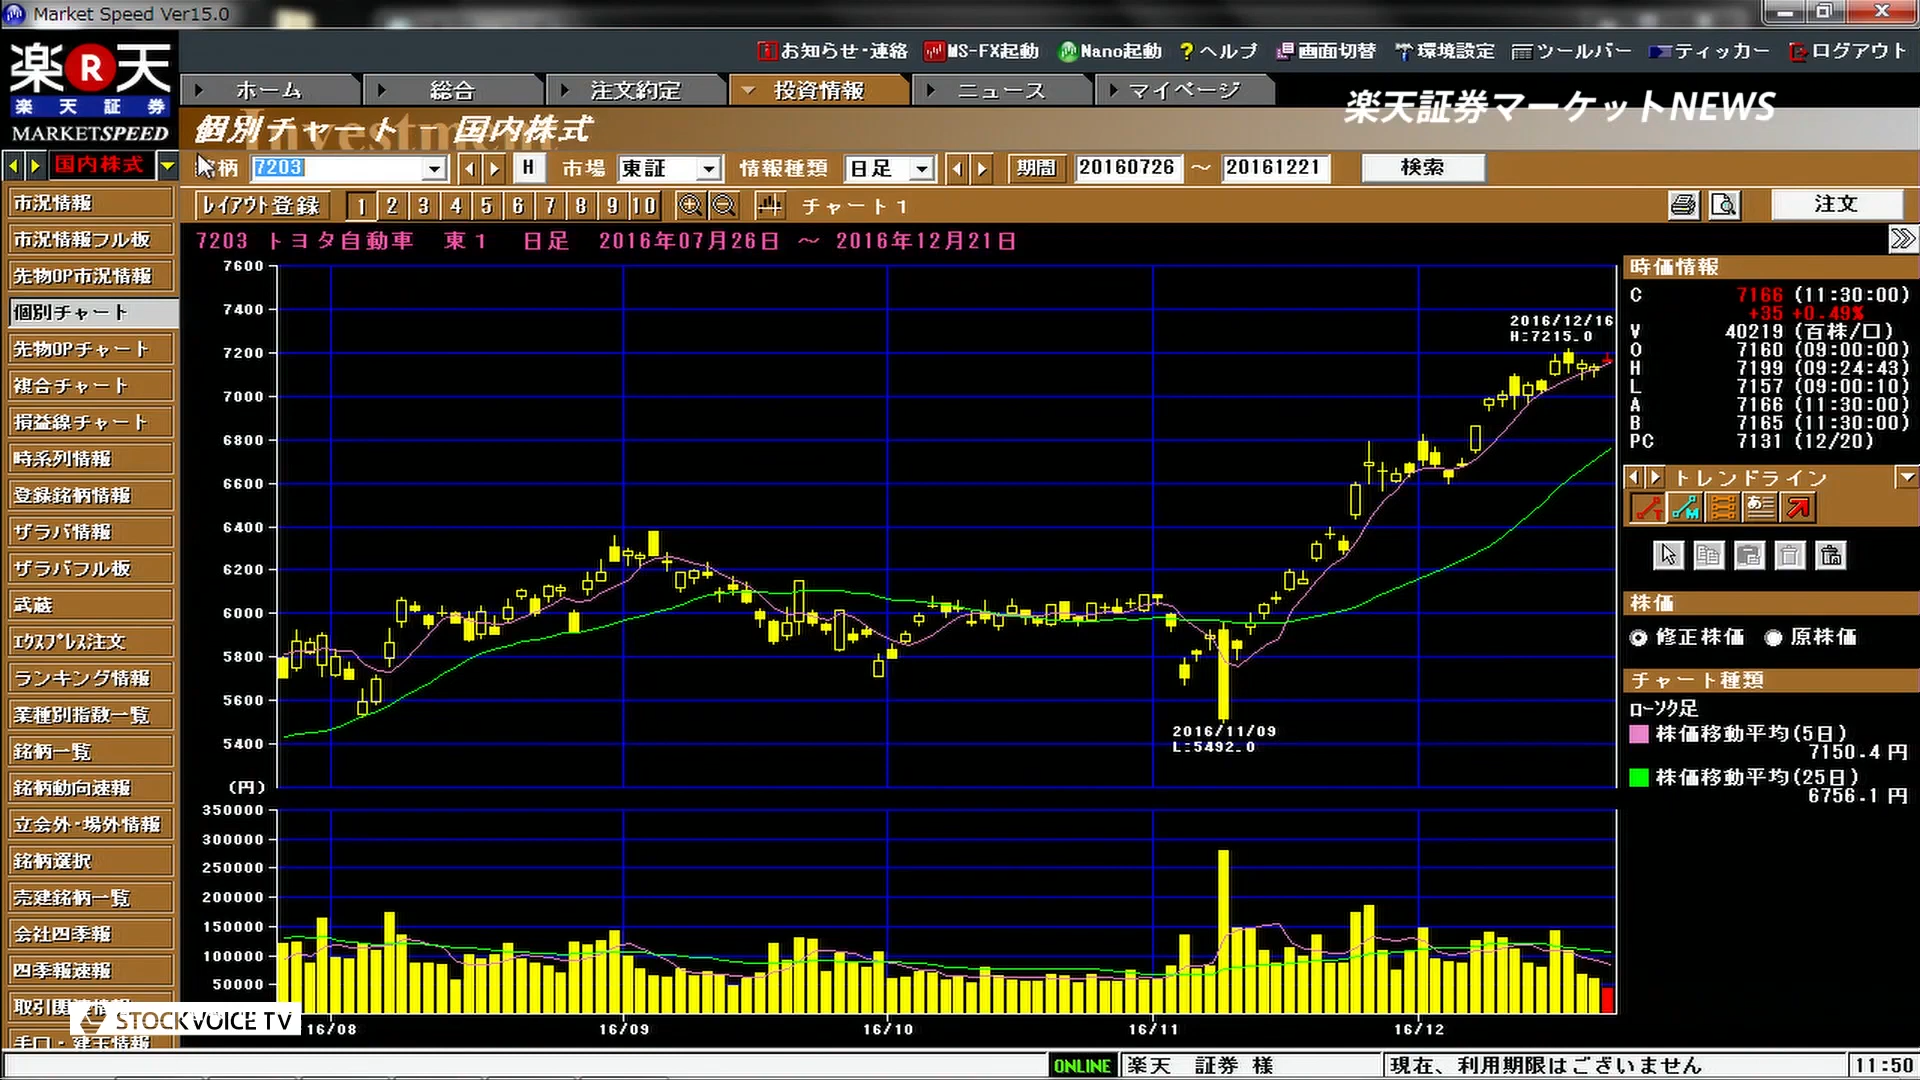 Market Speed Ver15.0
楽R天
楽天証券
MARKETSPEED
お知らせ・連絡 MS-FX起動 Nano起動 ヘルプ 画面切替 環境設定 ツールバー ティッカー ログアウト
ホーム 総合 注文約定 投資情報 ニュース マイページ
楽天証券マーケットNEWS
個別チャート - 国内株式
国内株式
銘柄 7203 H 市場 東証 情報種類 日足 期間 20160726 ～ 20161221 検索
レイアウト登録 1 2 3 4 5 6 7 8 9 10 チャート1 注文
7203 トヨタ自動車 東1 日足 2016年07月26日 ～ 2016年12月21日
市況情報
市況情報フル板
先物OP市況情報
個別チャート
先物OPチャート
複合チャート
損益線チャート
時系列情報
登録銘柄情報
ザラバ情報
ザラバフル板
武蔵
エクスプレス注文
ランキング情報
業種別指数一覧
銘柄一覧
銘柄動向速報
立会外・場外情報
銘柄選択
売建銘柄一覧
会社四季報
四季報速報
取引関連情報
手口・建玉情報
STOCKVOICE TV
7600
7400
7200
7000
6800
6600
6400
6200
6000
5800
5600
5400
(円)
2016/12/16
H:7215.0
2016/11/09
L:5492.0
350000
300000
250000
200000
150000
100000
50000
16/08 16/09 16/10 16/11 16/12
時価情報
C 7166 (11:30:00)
+35 +0.49%
V 40219 (百株/口)
O 7160 (09:00:00)
H 7199 (09:24:43)
L 7157 (09:00:10)
A 7166 (11:30:00)
B 7165 (11:30:00)
PC 7131 (12/20)
トレンドライン
株価
修正株価 原株価
チャート種類
ローソク足
株価移動平均(5日)
7150.4 円
株価移動平均(25日)
6756.1 円
ONLINE 楽天 証券 様 現在、利用期限はございません 11:50